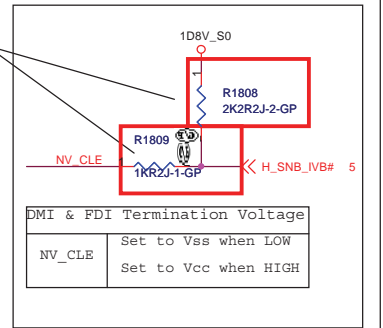 1D8V_S0
1
R1808
2K2R2J-2-GP
R1809
NV_CLE
1
1KR2J-1-GP
H_SNB_IVB# 5
DMI & FDI Termination Voltage
NV_CLE
Set to Vss when LOW
Set to Vcc when HIGH